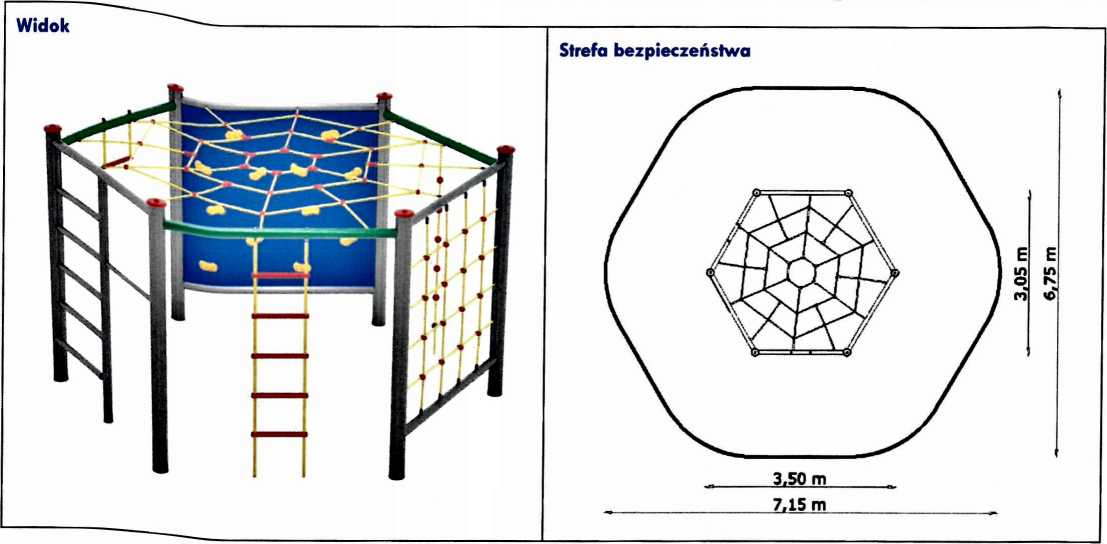 Widok
Strefa bezpieczeństwa
3,05 m
6,75 m
3,50 m
7,15 m